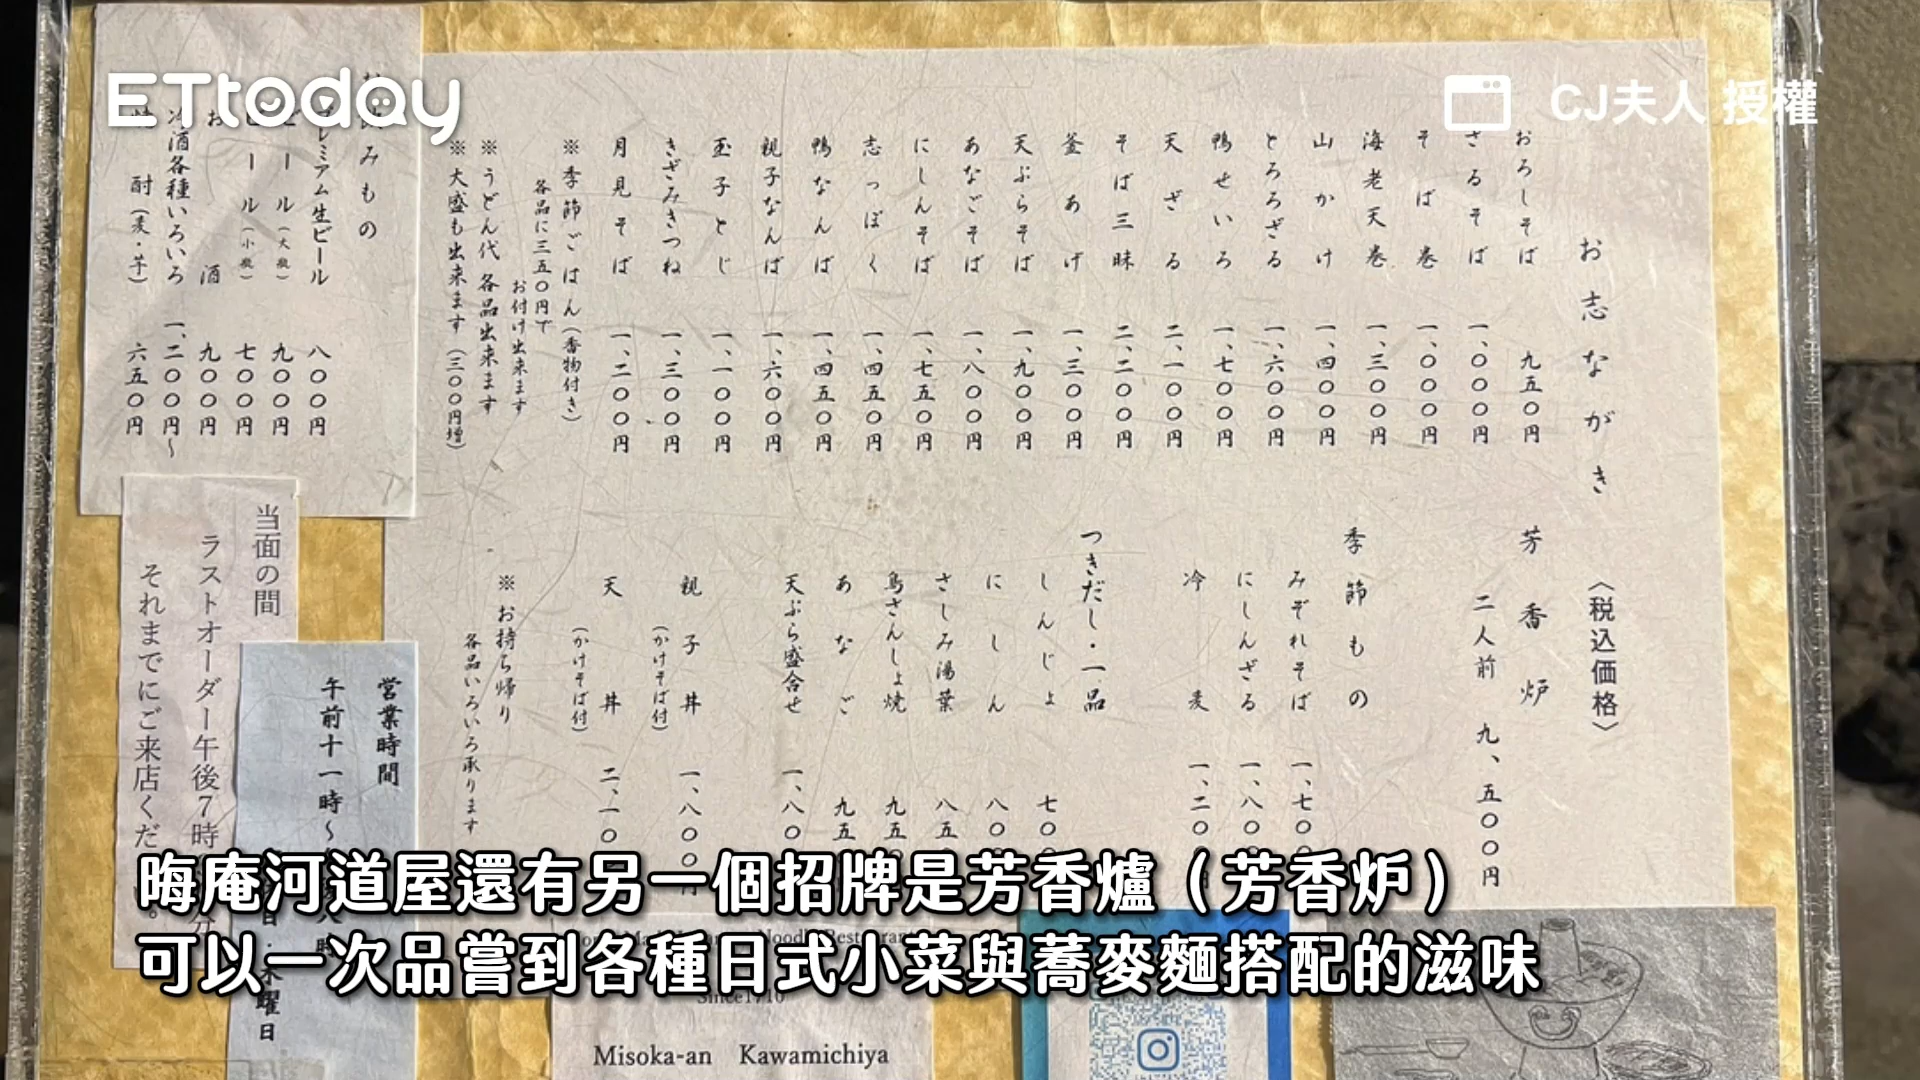 ETtoday
CJ夫人 授權
お志ながき
〈税込価格〉
おろしそば 九五〇円
ざるそば 一、〇〇〇円
そば巻 一、〇〇〇円
海老天巻 一、三〇〇円
山かけ 一、四〇〇円
とろろざる 一、六〇〇円
鴨せいろ 一、七〇〇円
天ざる 二、一〇〇円
そば三昧 二、二〇〇円
釜あげ 一、三〇〇円
天ぷらそば 一、九〇〇円
あなごそば 一、八〇〇円
にしんそば 一、七五〇円
志っぽく 一、四五〇円
鴨なんば 一、四五〇円
親子なんば 一、六〇〇円
玉子とじ 一、一〇〇円
きざみきつね 一、三〇〇円
月見そば 一、二〇〇円
※季節ごはん（香物付き）
各品に三五〇円で
お付け出来ます
※うどん代 各品出来ます
※大盛も出来ます（三〇〇円増）
芳香炉
二人前 九、五〇〇円
季節もの
みぞれそば 一、七〇〇
にしんざる 一、八〇〇
冷麦 一、二〇〇円
つきだし・一品
しんじょ 七〇〇
にしん 八〇〇
さしみ湯葉 八五〇
鳥さんしょ焼 九五〇
あなご 九五〇
天ぷら盛合せ 一、八〇
親子丼 一、八〇〇円
（かけそば付）
天丼 二、一〇
（かけそば付）
※お持ち帰り
各品いろいろ承ります
みもの
プレミアム生ビール 八〇〇円
ビール（大瓶） 九〇〇円
ビール（小瓶） 七〇〇円
お酒 九〇〇円
冷酒各種いろいろ 一、二〇〇円〜
酎（麦・芋） 六五〇円
当面の間
ラストオーダー午後7時
それまでにご来店くだ
営業時間
午前十一時〜
木曜日
Since1710
Misoka-an Kawamichiya
晦庵河道屋還有另一個招牌是芳香爐（芳香炉）
可以一次品嘗到各種日式小菜與蕎麥麵搭配的滋味